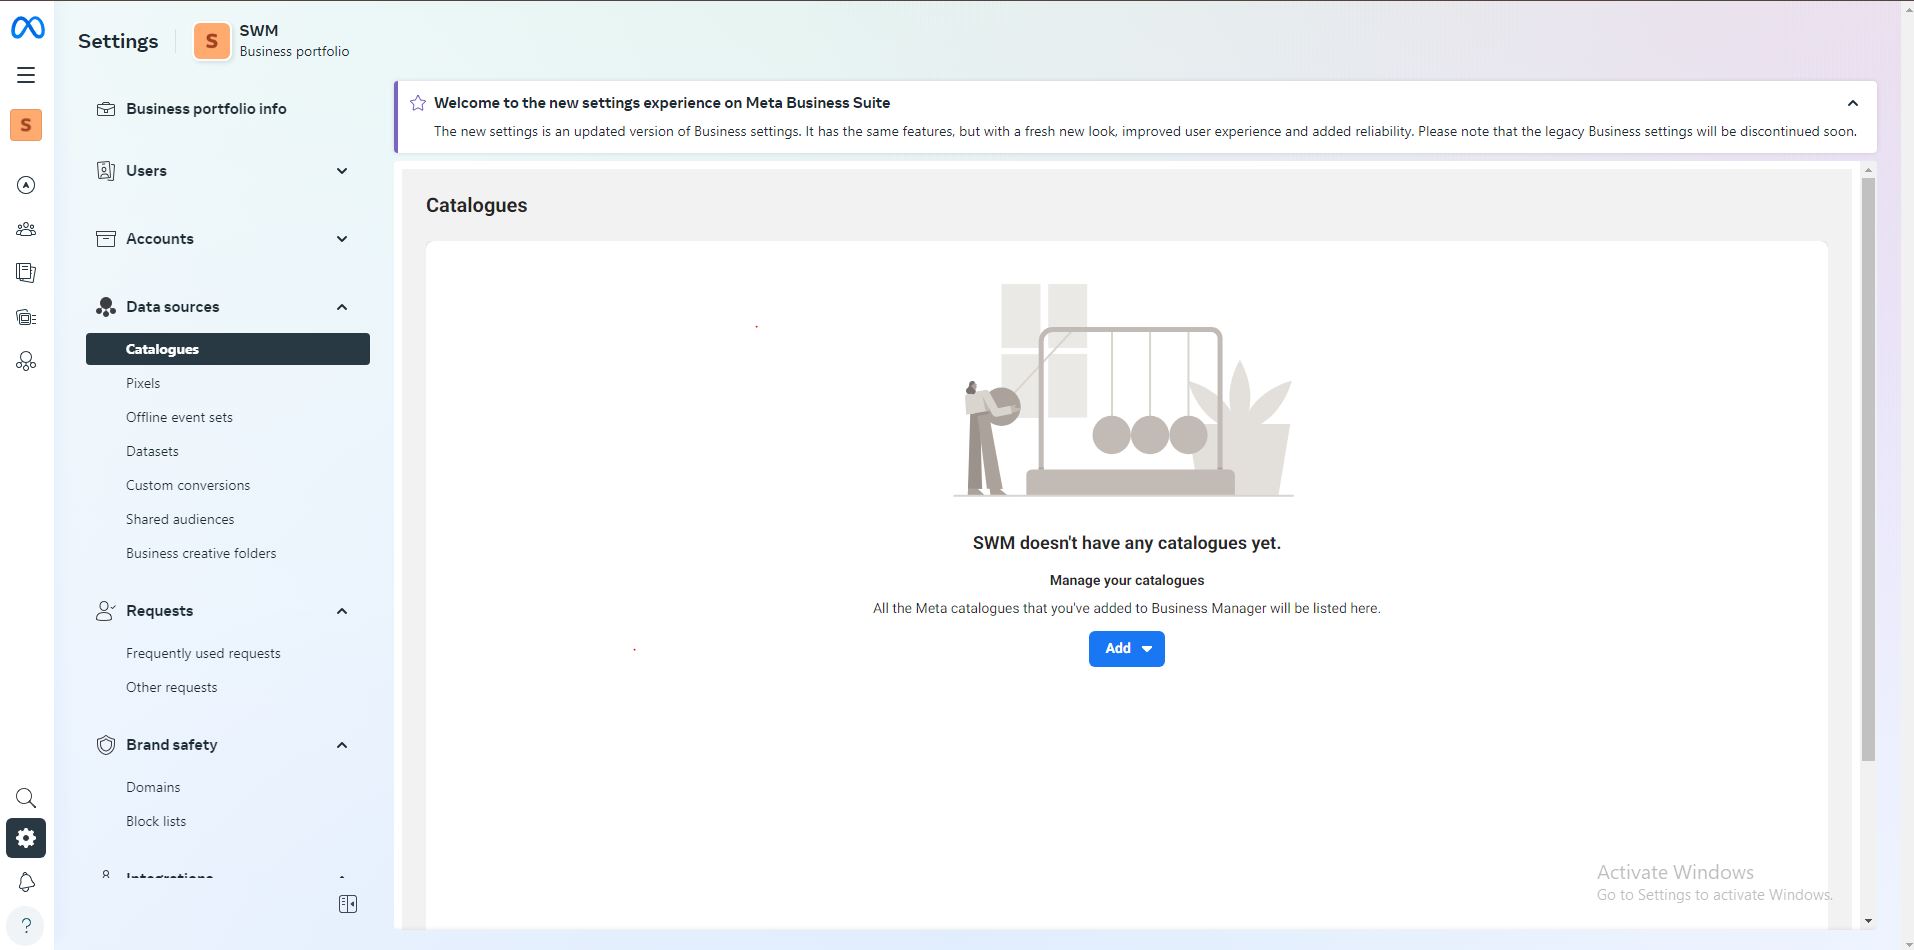 Settings
S
SWM
Business portfolio
S
Business portfolio info
Users
Accounts
Data sources
Catalogues
Pixels
Offline event sets
Datasets
Custom conversions
Shared audiences
Business creative folders
Requests
Frequently used requests
Other requests
Brand safety
Domains
Block lists
Integrations
?
Welcome to the new settings experience on Meta Business Suite
The new settings is an updated version of Business settings. It has the same features, but with a fresh new look, improved user experience and added reliability. Please note that the legacy Business settings will be discontinued soon.
Catalogues
SWM doesn't have any catalogues yet.
Manage your catalogues
All the Meta catalogues that you've added to Business Manager will be listed here.
Add
Activate Windows
Go to Settings to activate Windows.